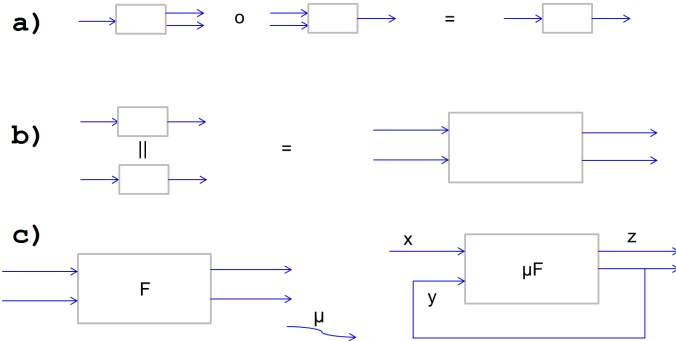 a) o =
b) || =
c) x z
F μF
y
μ